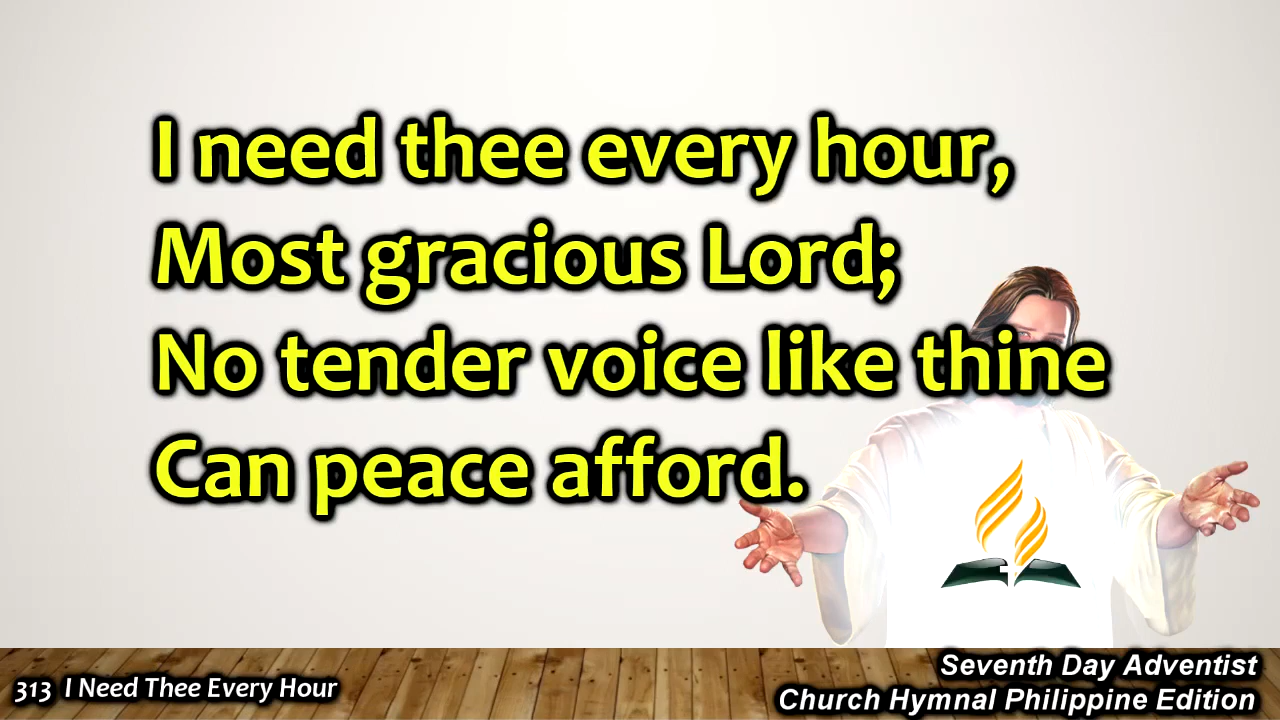 I need thee every hour,
Most gracious Lord;
No tender voice like thine
Can peace afford.
313 I Need Thee Every Hour
Seventh Day Adventist
Church Hymnal Philippine Edition